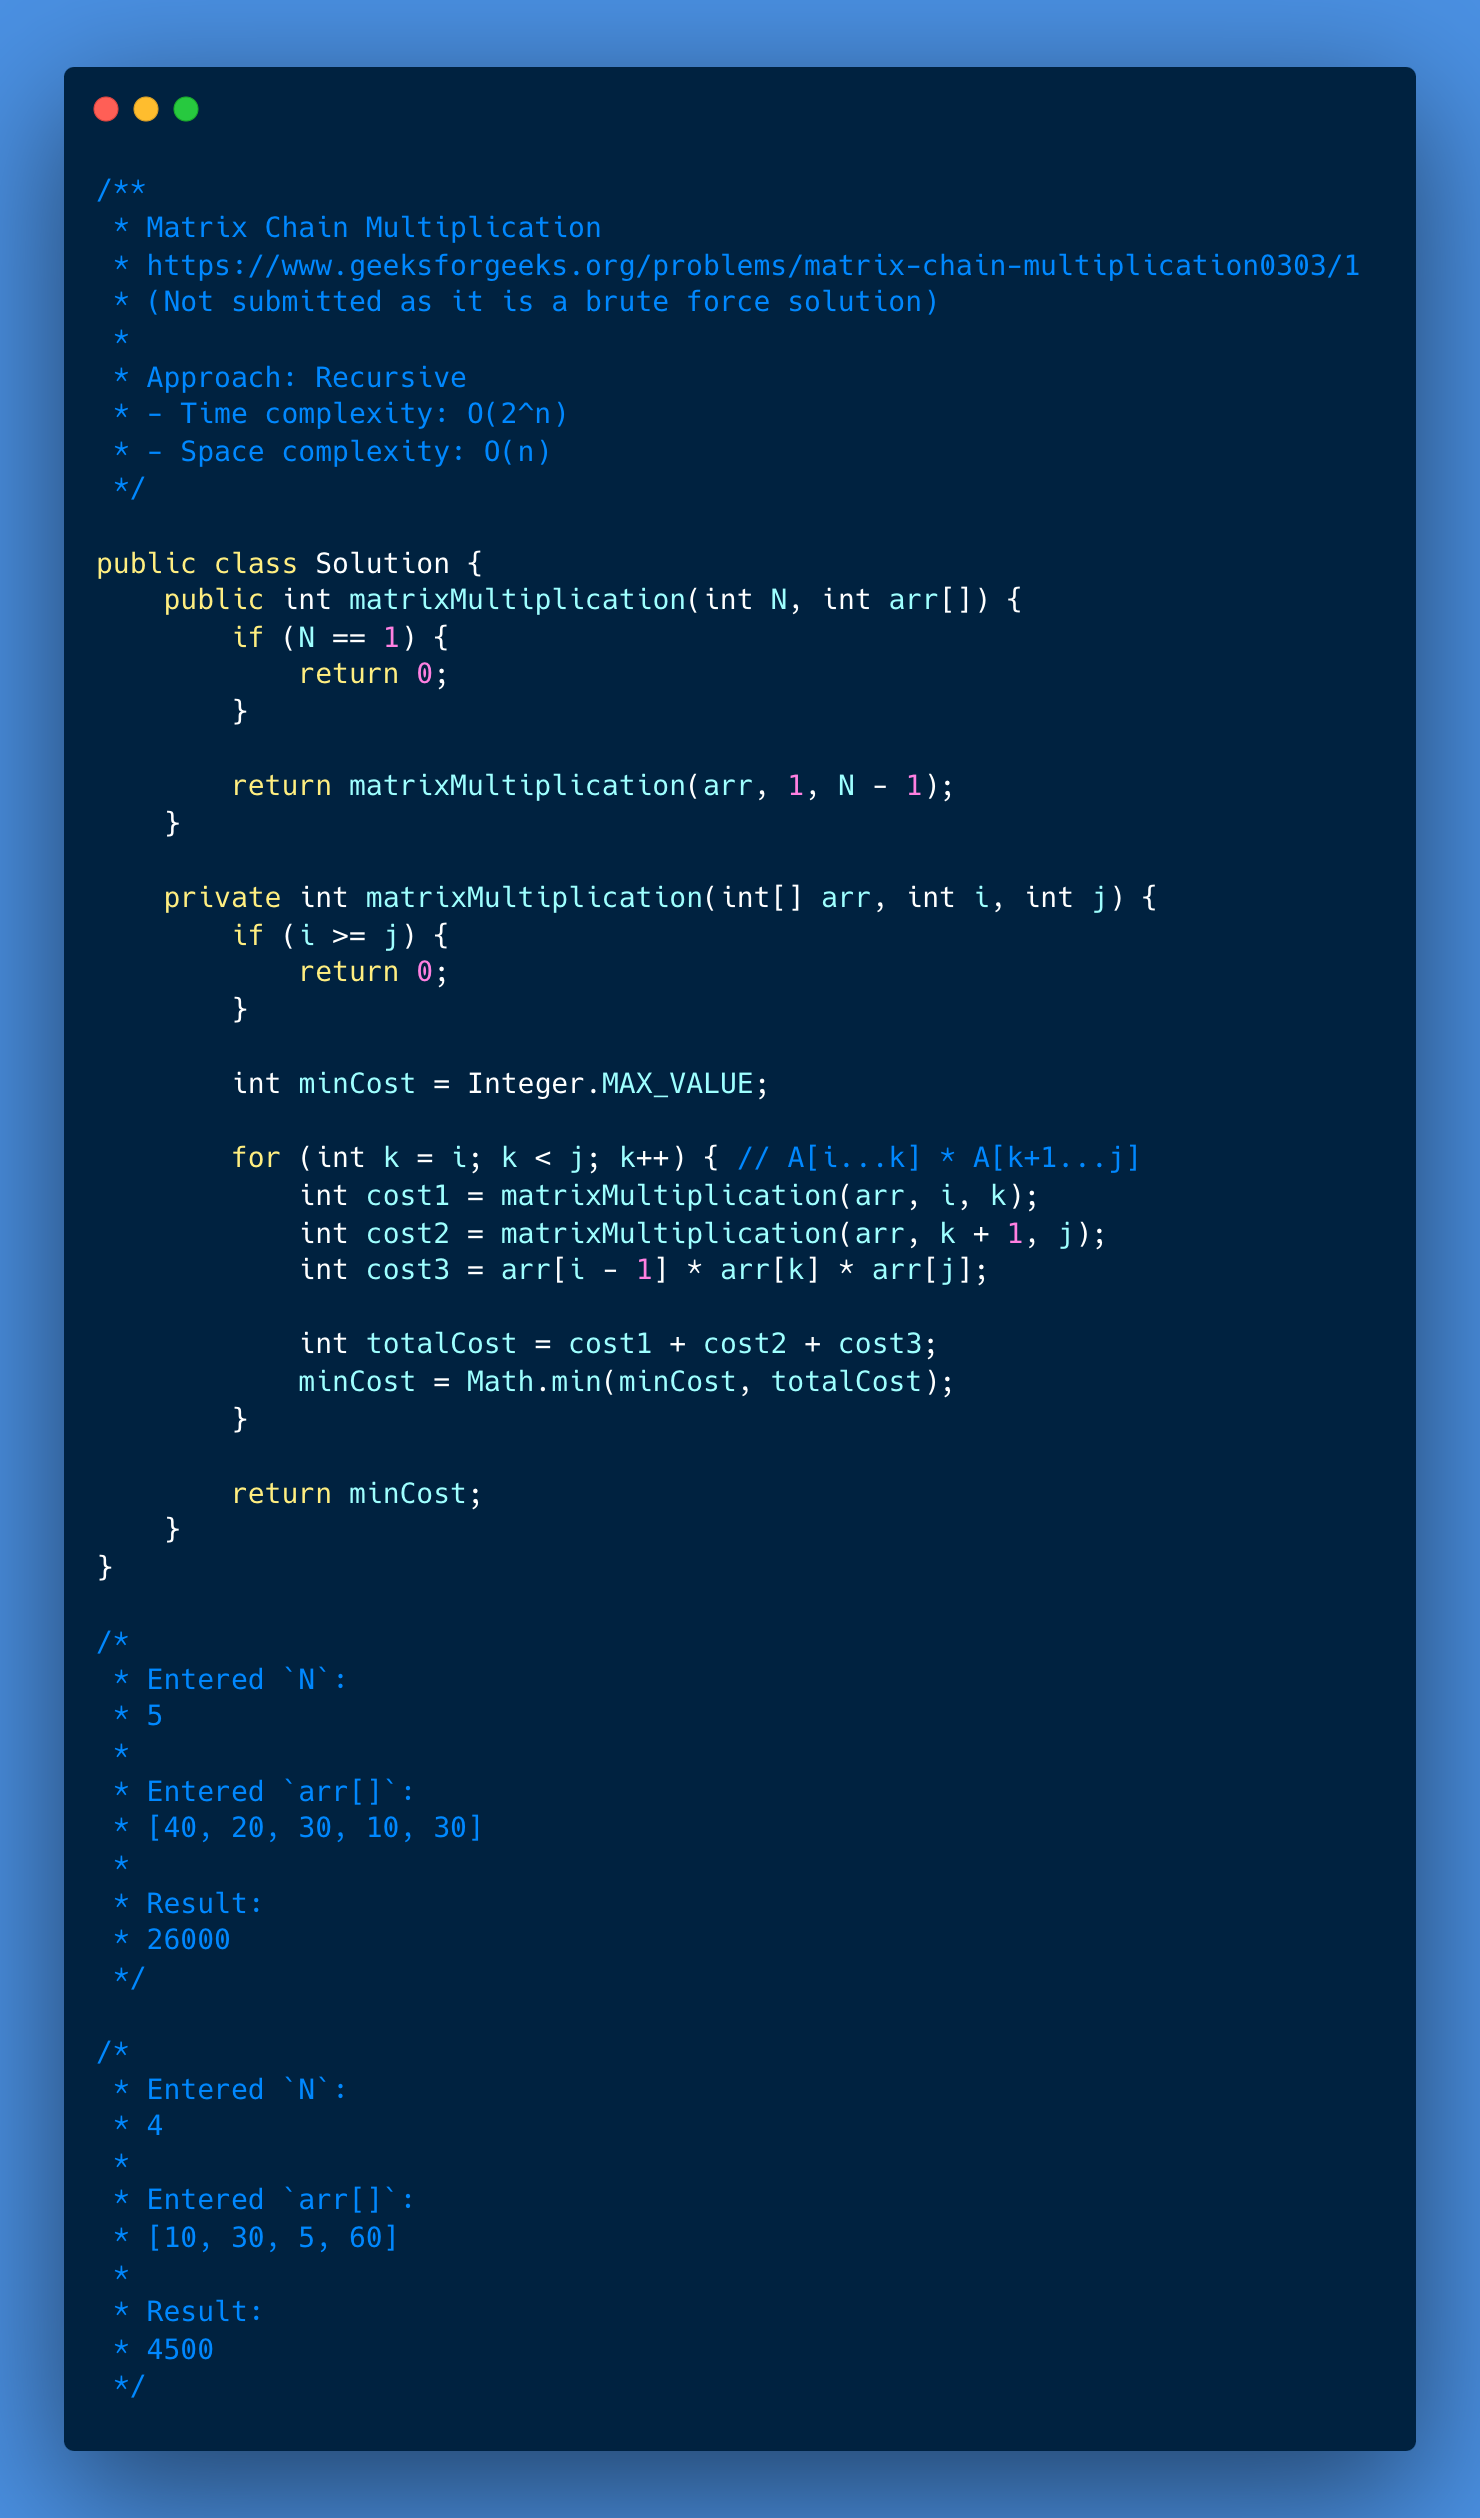 /**
 * Matrix Chain Multiplication
 * https://www.geeksforgeeks.org/problems/matrix-chain-multiplication0303/1
 * (Not submitted as it is a brute force solution)
 *
 * Approach: Recursive
 * - Time complexity: O(2^n)
 * - Space complexity: O(n)
 */

public class Solution {
    public int matrixMultiplication(int N, int arr[]) {
        if (N == 1) {
            return 0;
        }

        return matrixMultiplication(arr, 1, N - 1);
    }

    private int matrixMultiplication(int[] arr, int i, int j) {
        if (i >= j) {
            return 0;
        }

        int minCost = Integer.MAX_VALUE;

        for (int k = i; k < j; k++) { // A[i...k] * A[k+1...j]
            int cost1 = matrixMultiplication(arr, i, k);
            int cost2 = matrixMultiplication(arr, k + 1, j);
            int cost3 = arr[i - 1] * arr[k] * arr[j];

            int totalCost = cost1 + cost2 + cost3;
            minCost = Math.min(minCost, totalCost);
        }

        return minCost;
    }
}

/*
 * Entered `N`:
 * 5
 *
 * Entered `arr[]`:
 * [40, 20, 30, 10, 30]
 *
 * Result:
 * 26000
 */

/*
 * Entered `N`:
 * 4
 *
 * Entered `arr[]`:
 * [10, 30, 5, 60]
 *
 * Result:
 * 4500
 */